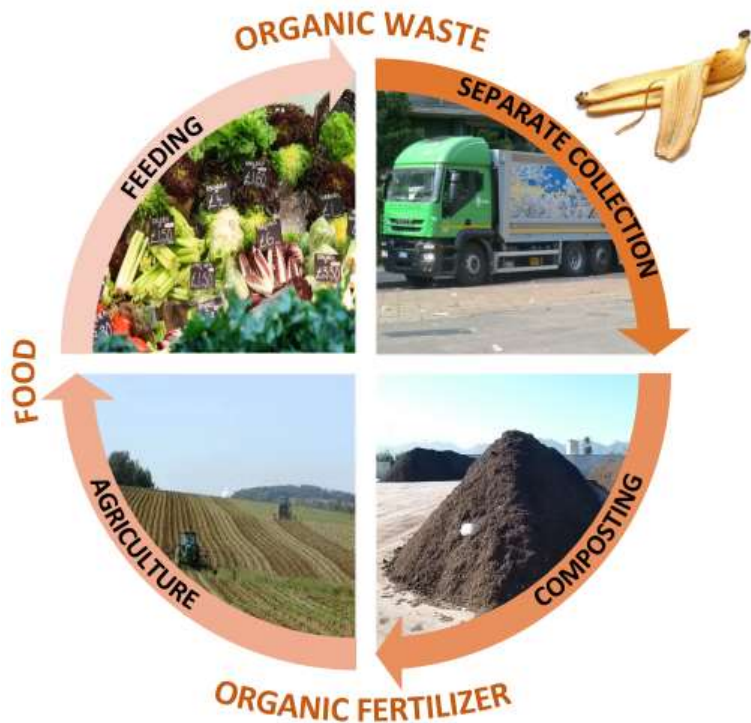 ORGANIC WASTE
SEPARATE COLLECTION
COMPOSTING
ORGANIC FERTILIZER
AGRICULTURE
FOOD
FEEDING